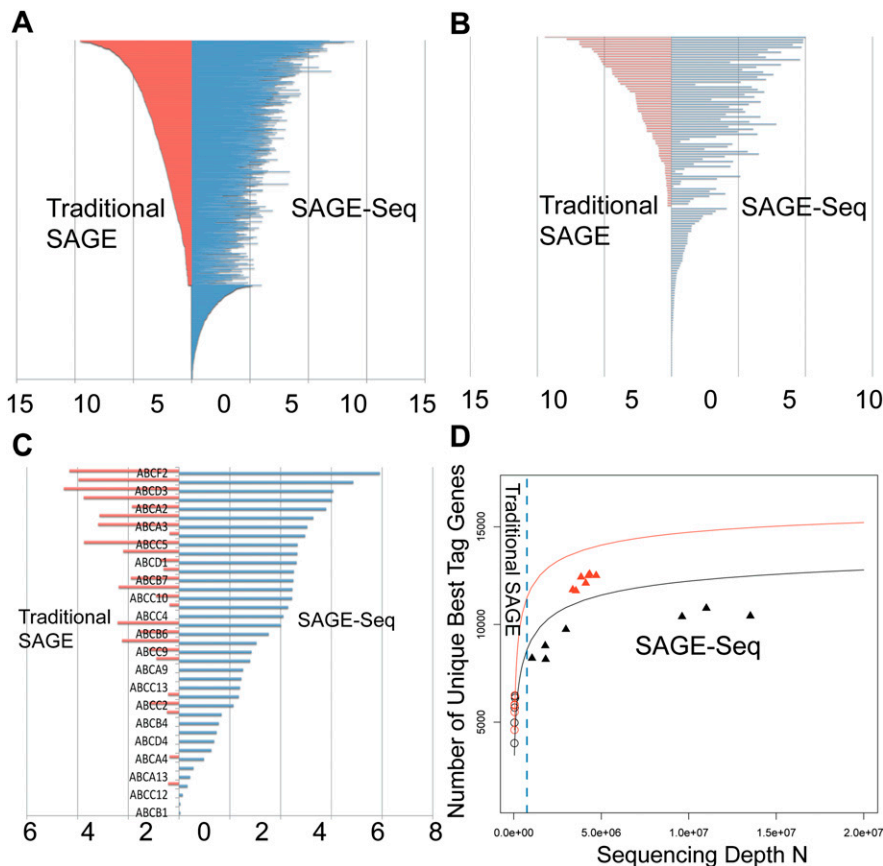 A
Traditional
SAGE
SAGE-Seq
15 5 0 5 10 15
B
Traditional
SAGE
SAGE-Seq
10 5 0 5 10
C
ABCF2
ABCD3
ABCA2
ABCA3
ABCC5
ABCD1
ABCB7
ABCC10
ABCC4
ABCB6
ABCC9
ABCA9
ABCC13
ABCC2
ABCB4
ABCD4
ABCA4
ABCA13
ABCC12
ABCB1
Traditional
SAGE
SAGE-Seq
6 4 2 0 2 4 6 8
D
Number of Unique Best Tag Genes
15000
10000
5000
Traditional SAGE
SAGE-Seq
0.0e+00 5.0e+06 1.0e+07 1.5e+07 2.0e+07
Sequencing Depth N